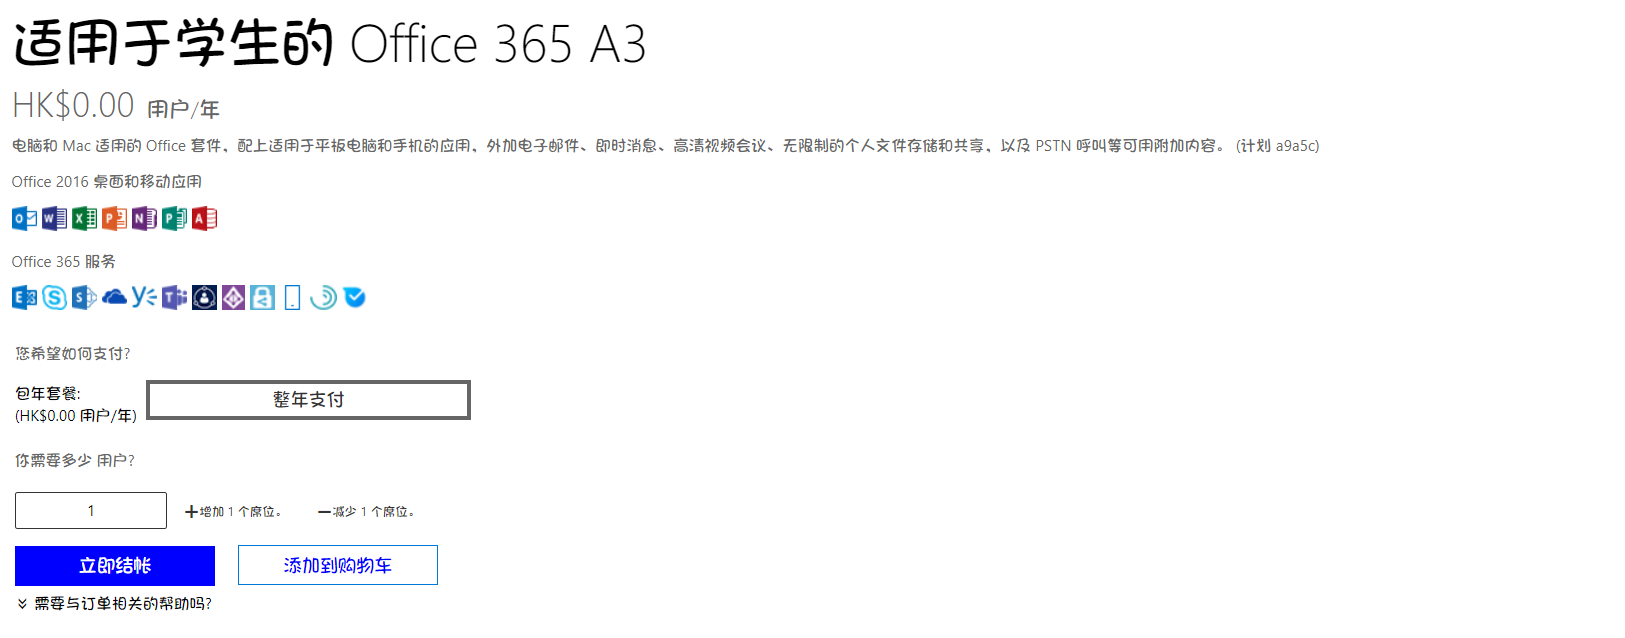 适用于学生的 Office 365 A3
HK$0.00 用户/年
电脑和 Mac 适用的 Office 套件，配上适用于平板电脑和手机的应用，外加电子邮件、即时消息、高清视频会议、无限制的个人文件存储和共享，以及 PSTN 呼叫等可用附加内容。 (计划 a9a5c)
Office 2016 桌面和移动应用
Office 365 服务
您希望如何支付?
包年套餐:
(HK$0.00 用户/年)
整年支付
你需要多少 用户?
1 +增加 1 个席位。 −减少 1 个席位。
立即结帐 添加到购物车
需要与订单相关的帮助吗?